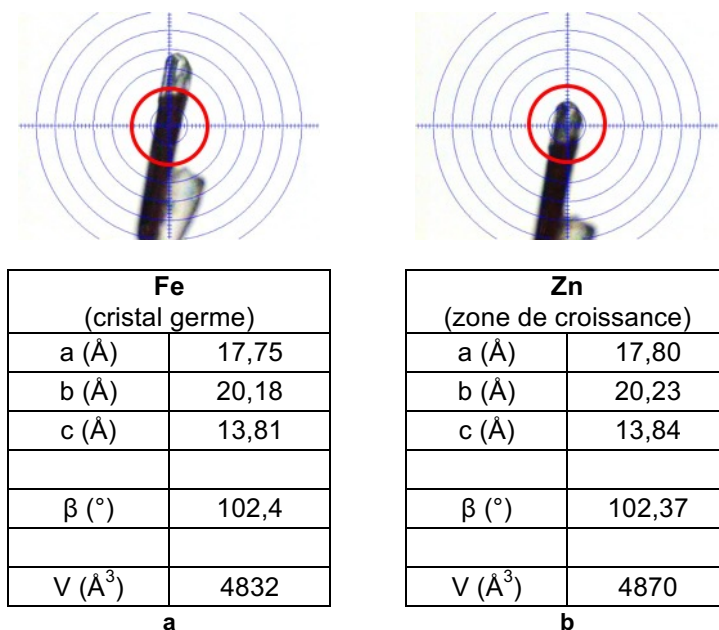 Fe
(cristal germe)
a (Å) 17,75
b (Å) 20,18
c (Å) 13,81
β (°) 102,4
V (Å³) 4832
a
Zn
(zone de croissance)
a (Å) 17,80
b (Å) 20,23
c (Å) 13,84
β (°) 102,37
V (Å³) 4870
b